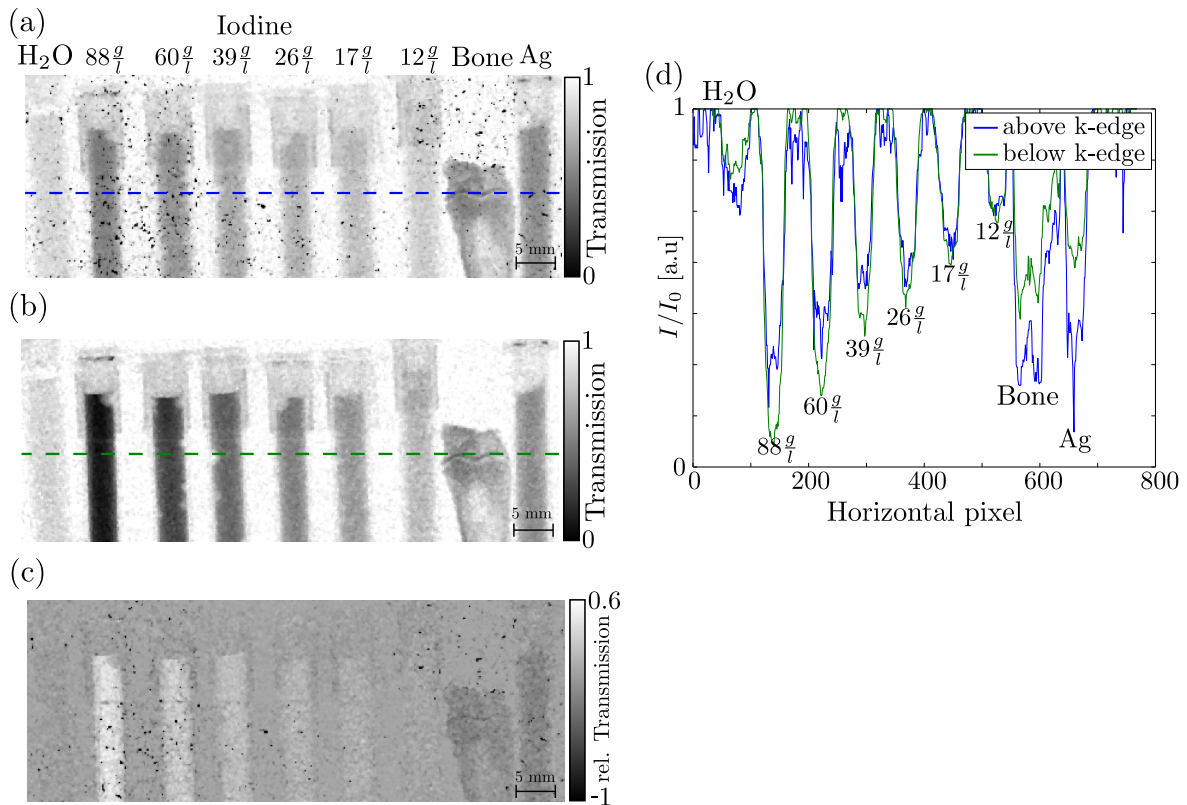 (a)
Iodine
H₂O 88 g/l 60 g/l 39 g/l 26 g/l 17 g/l 12 g/l Bone Ag
1
Transmission
0
5 mm
(b)
1
Transmission
0
5 mm
(c)
0.6
rel. Transmission
-1
5 mm
(d)
H₂O
1
above k-edge
below k-edge
I/I₀ [a.u]
12 g/l
17 g/l
26 g/l
39 g/l
60 g/l
Bone
88 g/l
Ag
0
0 200 400 600 800
Horizontal pixel